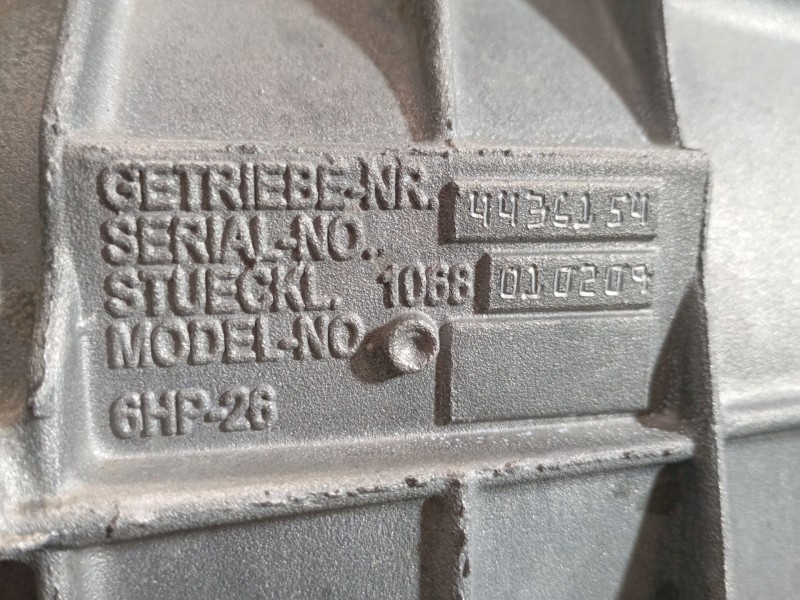 GETRIEBE-NR. 4436154
SERIAL-NO..
STUECKL. 1068 010209
MODEL-NO
6HP-26